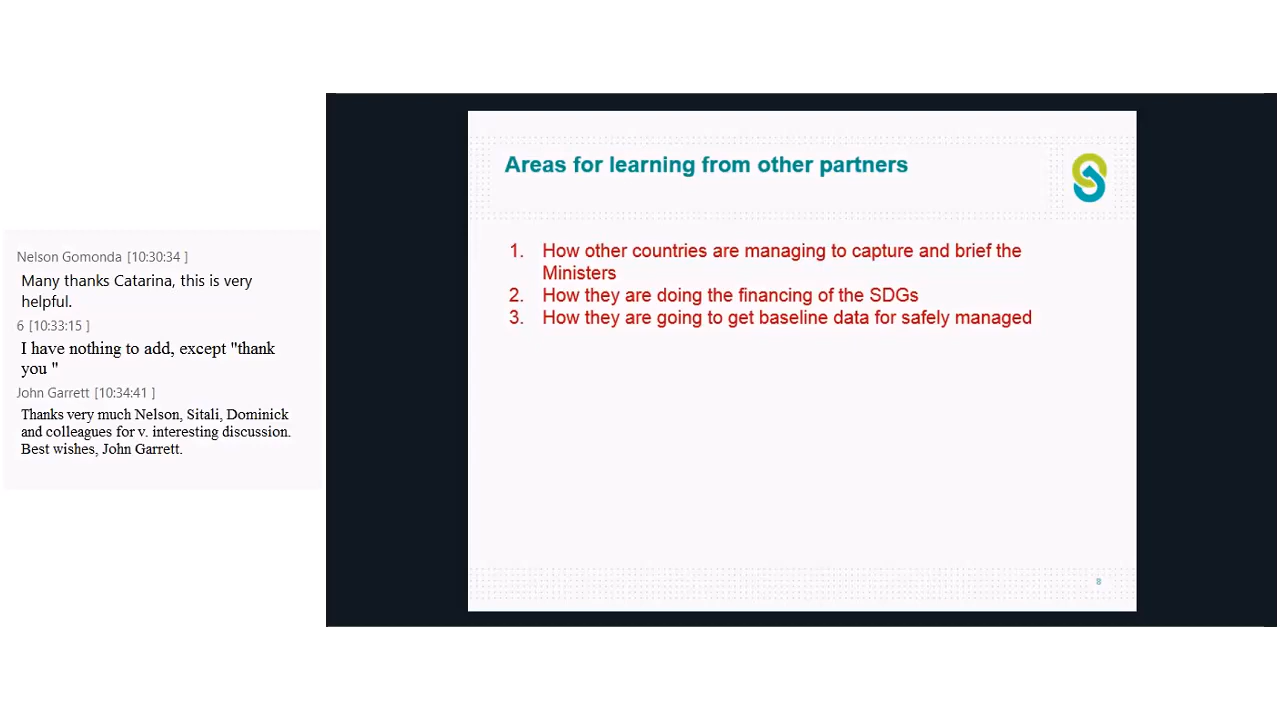 Nelson Gomonda [10:30:34 ]
Many thanks Catarina, this is very
helpful.
6 [10:33:15 ]
I have nothing to add, except "thank
you "
John Garrett [10:34:41 ]
Thanks very much Nelson, Sitali, Dominick
and colleagues for v. interesting discussion.
Best wishes, John Garrett.
Areas for learning from other partners
1. How other countries are managing to capture and brief the
Ministers
2. How they are doing the financing of the SDGs
3. How they are going to get baseline data for safely managed
8